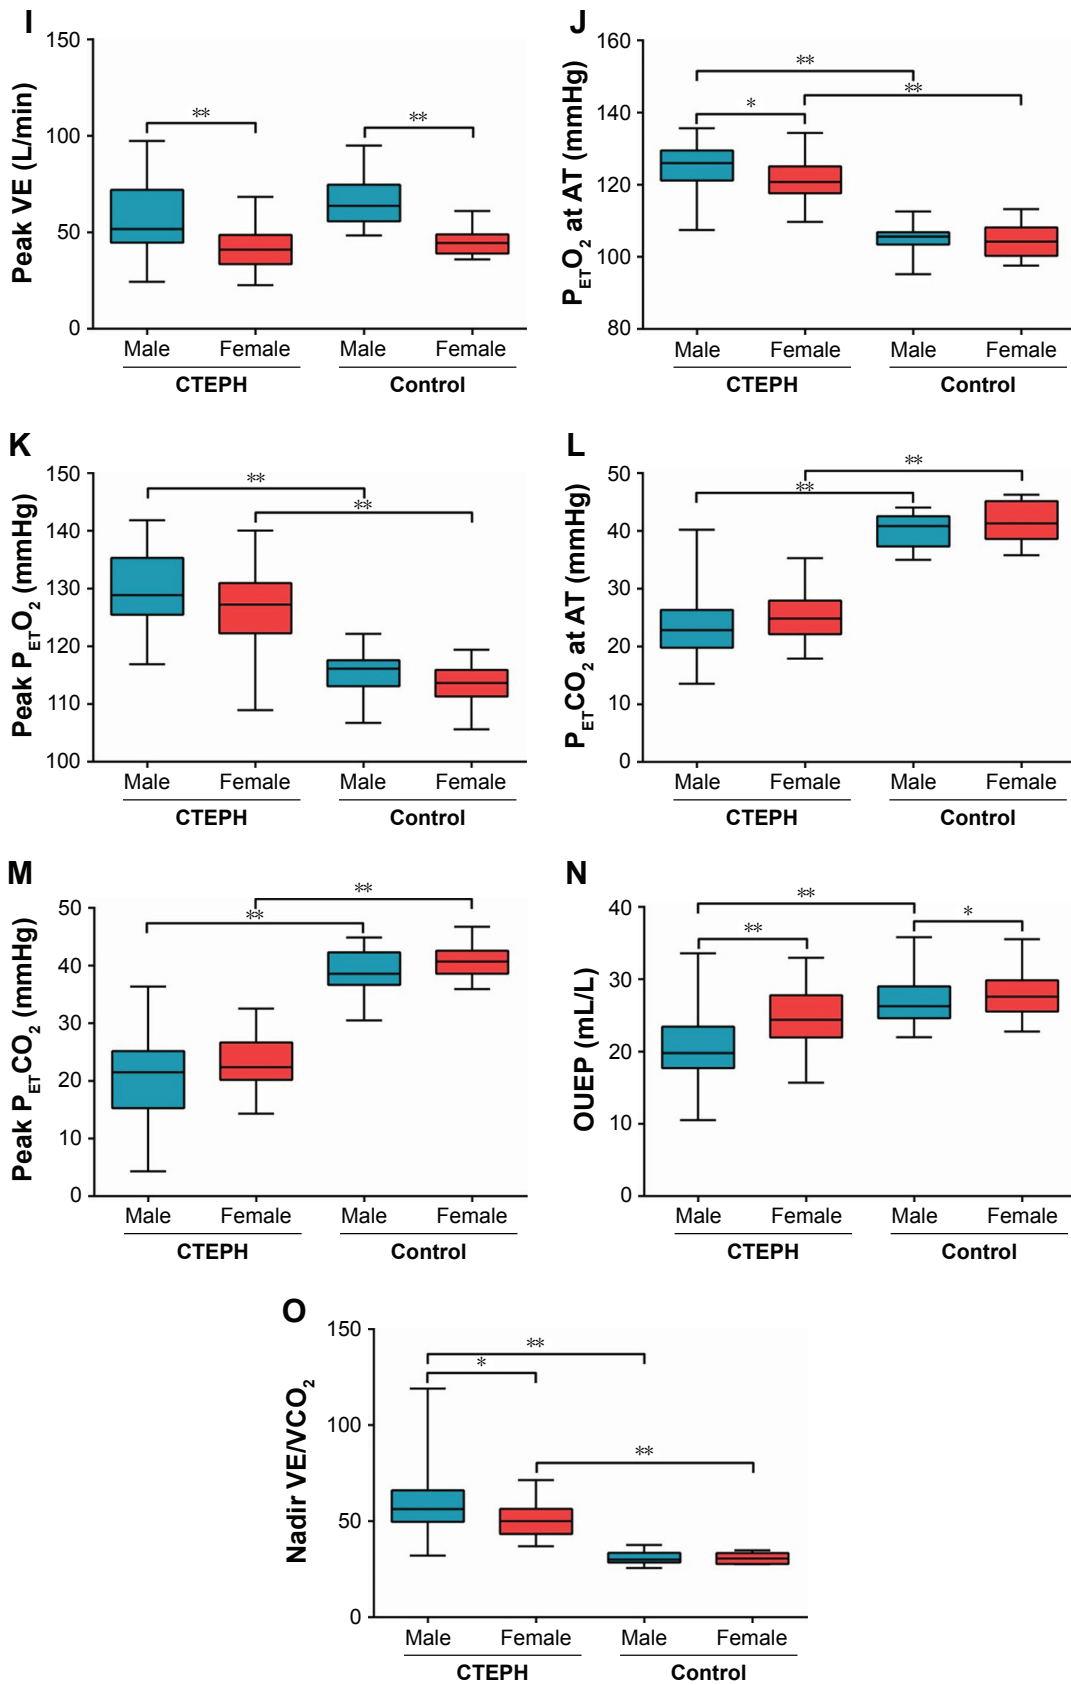 I
Peak VE (L/min)
150
100
50
0
**
**
Male Female Male Female
CTEPH Control
J
PETO2 at AT (mmHg)
160
140
120
100
80
**
**
*
Male Female Male Female
CTEPH Control
K
Peak PETO2 (mmHg)
150
140
130
120
110
100
**
**
Male Female Male Female
CTEPH Control
L
PETCO2 at AT (mmHg)
50
40
30
20
10
0
**
**
Male Female Male Female
CTEPH Control
M
Peak PETCO2 (mmHg)
50
40
30
20
10
0
**
**
Male Female Male Female
CTEPH Control
N
OUEP (mL/L)
40
30
20
10
0
**
*
**
Male Female Male Female
CTEPH Control
O
Nadir VE/VCO2
150
100
50
0
**
*
**
Male Female Male Female
CTEPH Control